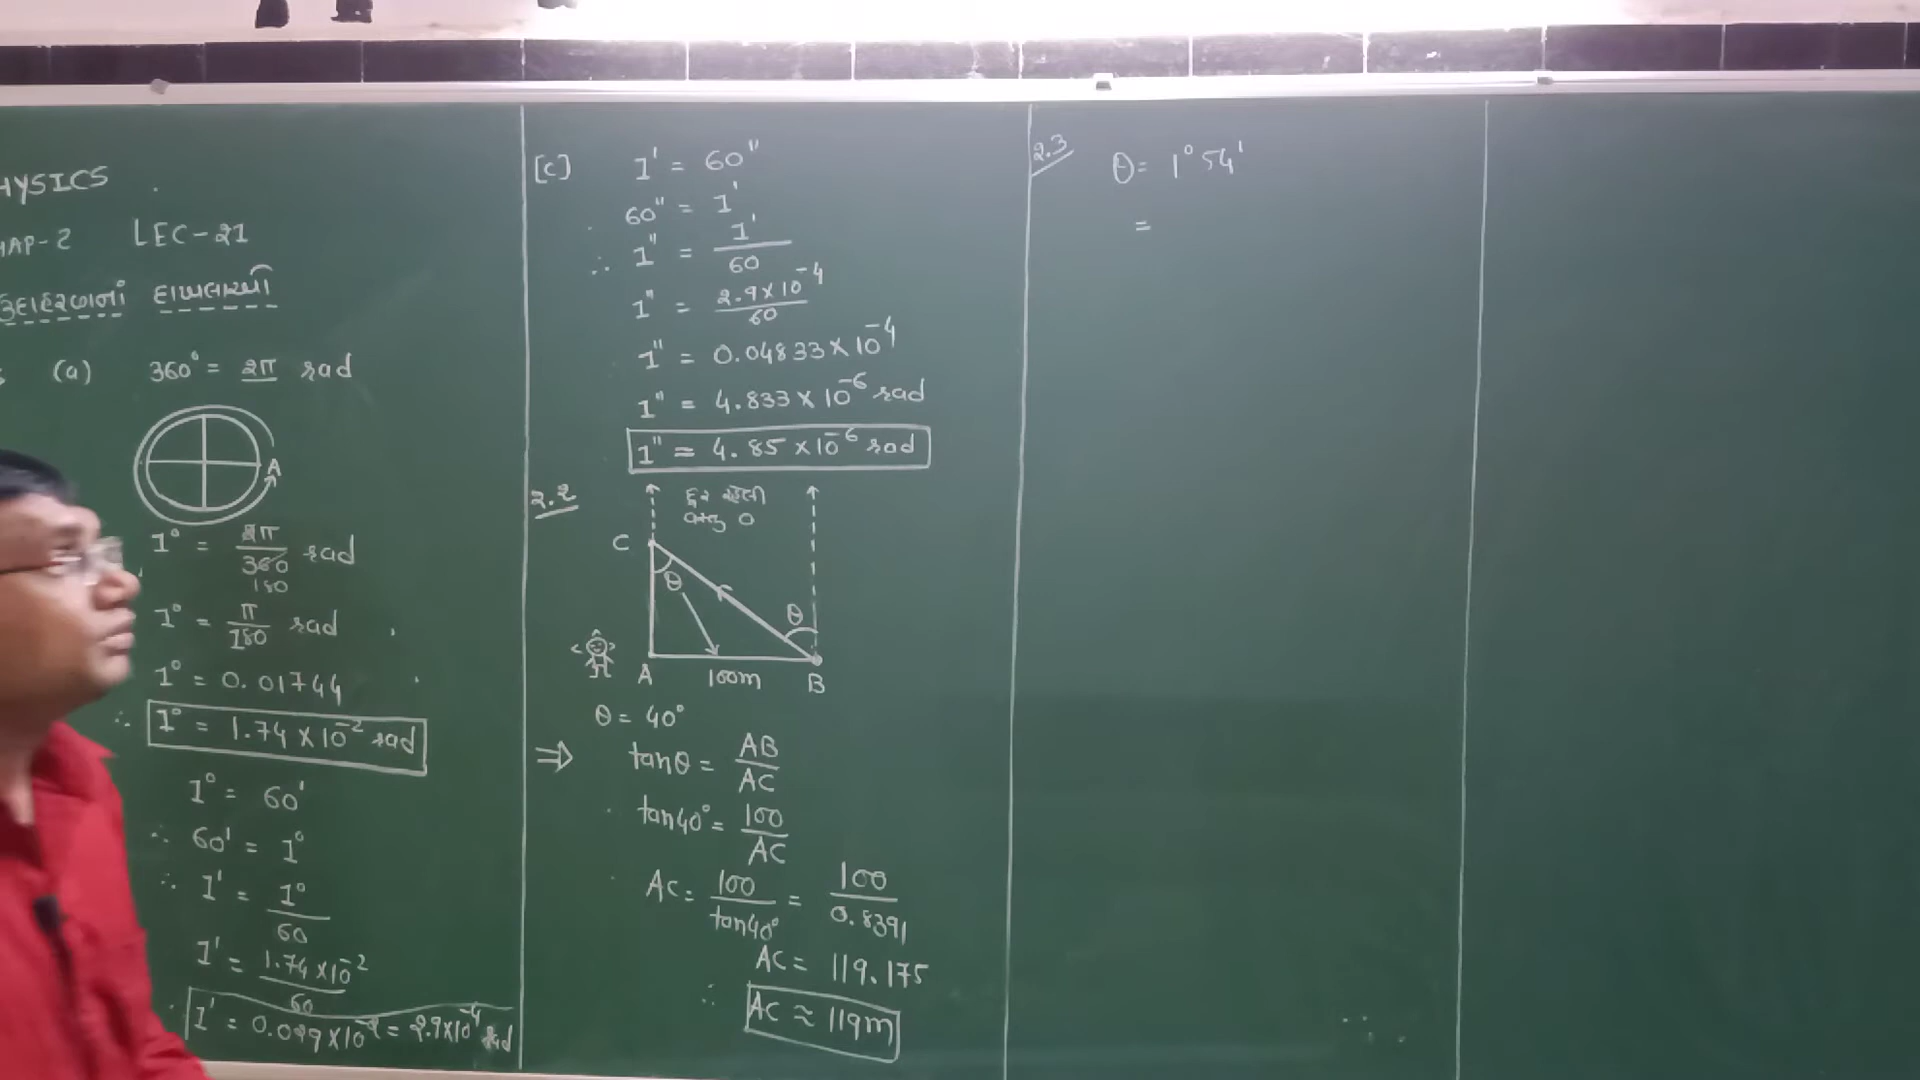 HYSICS
HAP-2 LEC-21
ઉદાહરણનાં દાખલાઓ
(a) 360° = 2π rad
A
1° = 2π/360 rad
180
1° = π/180 rad
1° = 0.01744
∴ 1° = 1.74 × 10⁻² rad
1° = 60'
∴ 60' = 1°
∴ 1' = 1°/60
1' = 1.74 × 10⁻²/60
1' = 0.029 × 10⁻² = 2.9 × 10⁻⁴ rad
[c] 1' = 60"
60" = 1'
∴ 1" = 1'/60
1" = 2.9 × 10⁻⁴/60
1" = 0.04833 × 10⁻⁴
1" = 4.833 × 10⁻⁶ rad
1" = 4.85 × 10⁻⁶ rad
2.2
દુર રહેલી
વસ્તુ O
C
θ θ
A 100m B
θ = 40°
⇒ tanθ = AB/AC
tan40° = 100/AC
AC = 100/tan40° = 100/0.8391
AC = 119.175
∴ AC ≈ 119m
2.3 θ = 1° 54'
=